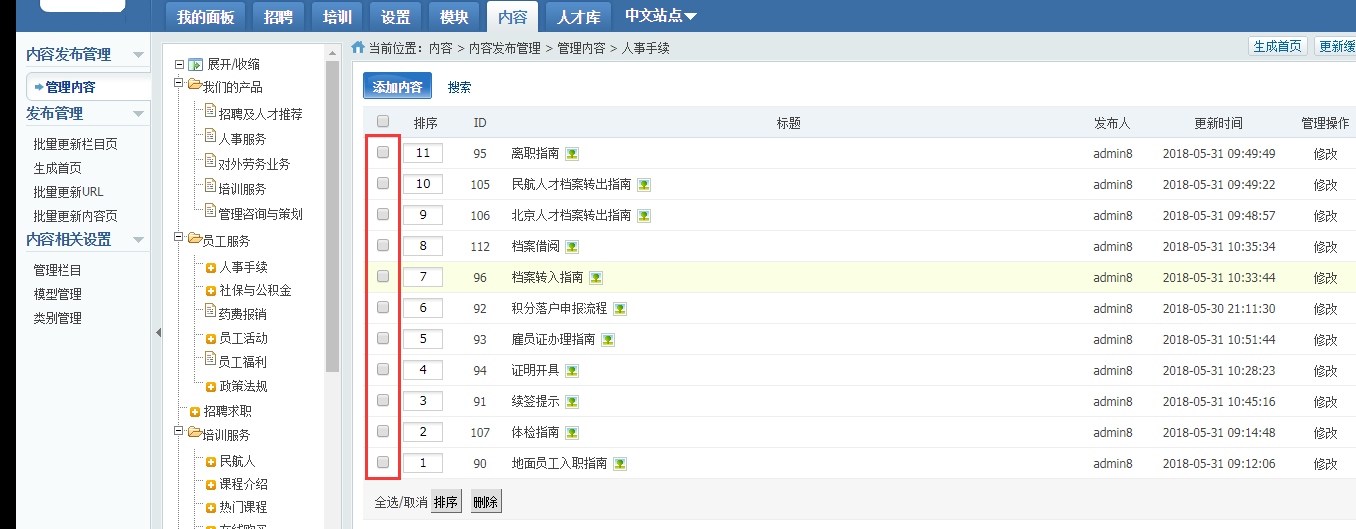 我的面板 招聘 培训 设置 模块 内容 人才库 中文站点
内容发布管理
管理内容
发布管理
批量更新栏目页
生成首页
批量更新URL
批量更新内容页
内容相关设置
管理栏目
模型管理
类别管理
展开/收缩
我们的产品
招聘及人才推荐
人事服务
对外劳务业务
培训服务
管理咨询与策划
员工服务
人事手续
社保与公积金
药费报销
员工活动
员工福利
政策法规
招聘求职
培训服务
民航人
课程介绍
热门课程
在线购买
当前位置：内容 > 内容发布管理 > 管理内容 > 人事手续
生成首页 更新缓
添加内容 搜索
排序 ID 标题 发布人 更新时间 管理操作
11 95 离职指南 admin8 2018-05-31 09:49:49 修改
10 105 民航人才档案转出指南 admin8 2018-05-31 09:49:22 修改
9 106 北京人才档案转出指南 admin8 2018-05-31 09:48:57 修改
8 112 档案借阅 admin8 2018-05-31 10:35:34 修改
7 96 档案转入指南 admin8 2018-05-31 10:33:44 修改
6 92 积分落户申报流程 admin8 2018-05-30 21:11:30 修改
5 93 雇员证办理指南 admin8 2018-05-31 10:51:44 修改
4 94 证明开具 admin8 2018-05-31 10:28:23 修改
3 91 续签提示 admin8 2018-05-31 10:45:16 修改
2 107 体检指南 admin8 2018-05-31 09:14:48 修改
1 90 地面员工入职指南 admin8 2018-05-31 09:12:06 修改
全选/取消 排序 删除